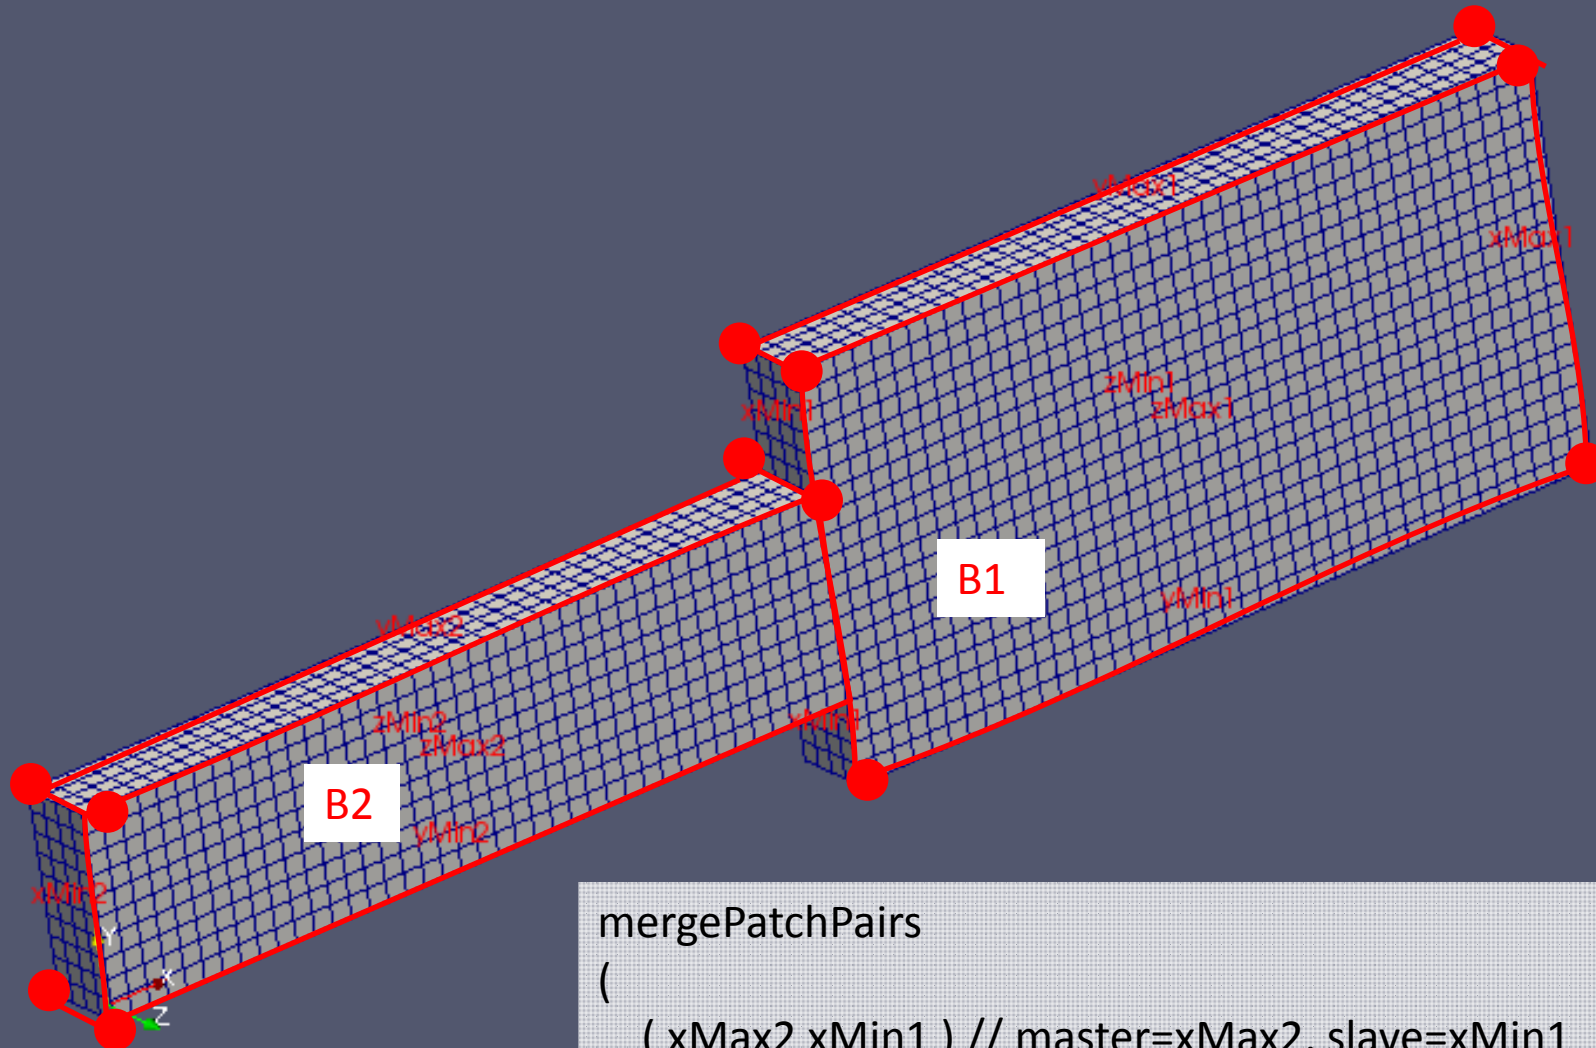 yMax1
xMax1
zMin1
xMin1
zMax1
B1
yMin1
yMax2
zMin2
xMin1
zMax2
B2
yMin2
xMin2
Y
X
Z
mergePatchPairs
(
( xMax2 xMin1 ) // master=xMax2, slave=xMin1